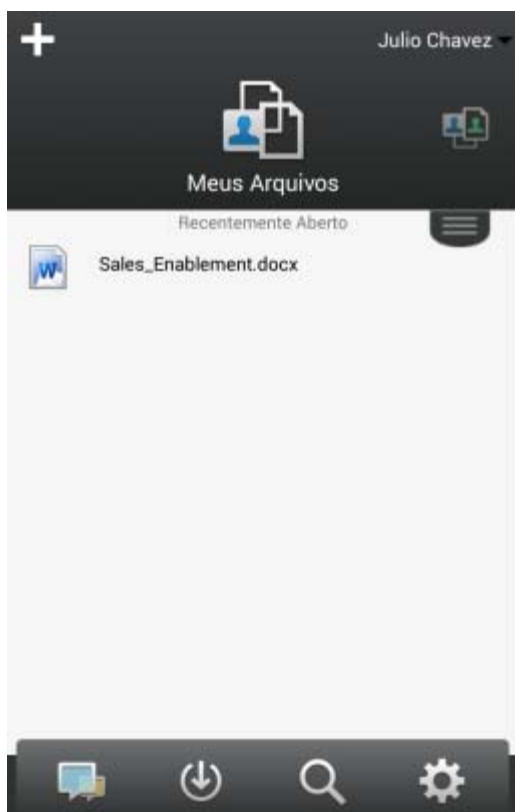 Julio Chavez
Meus Arquivos
Recentemente Aberto
Sales_Enablement.docx